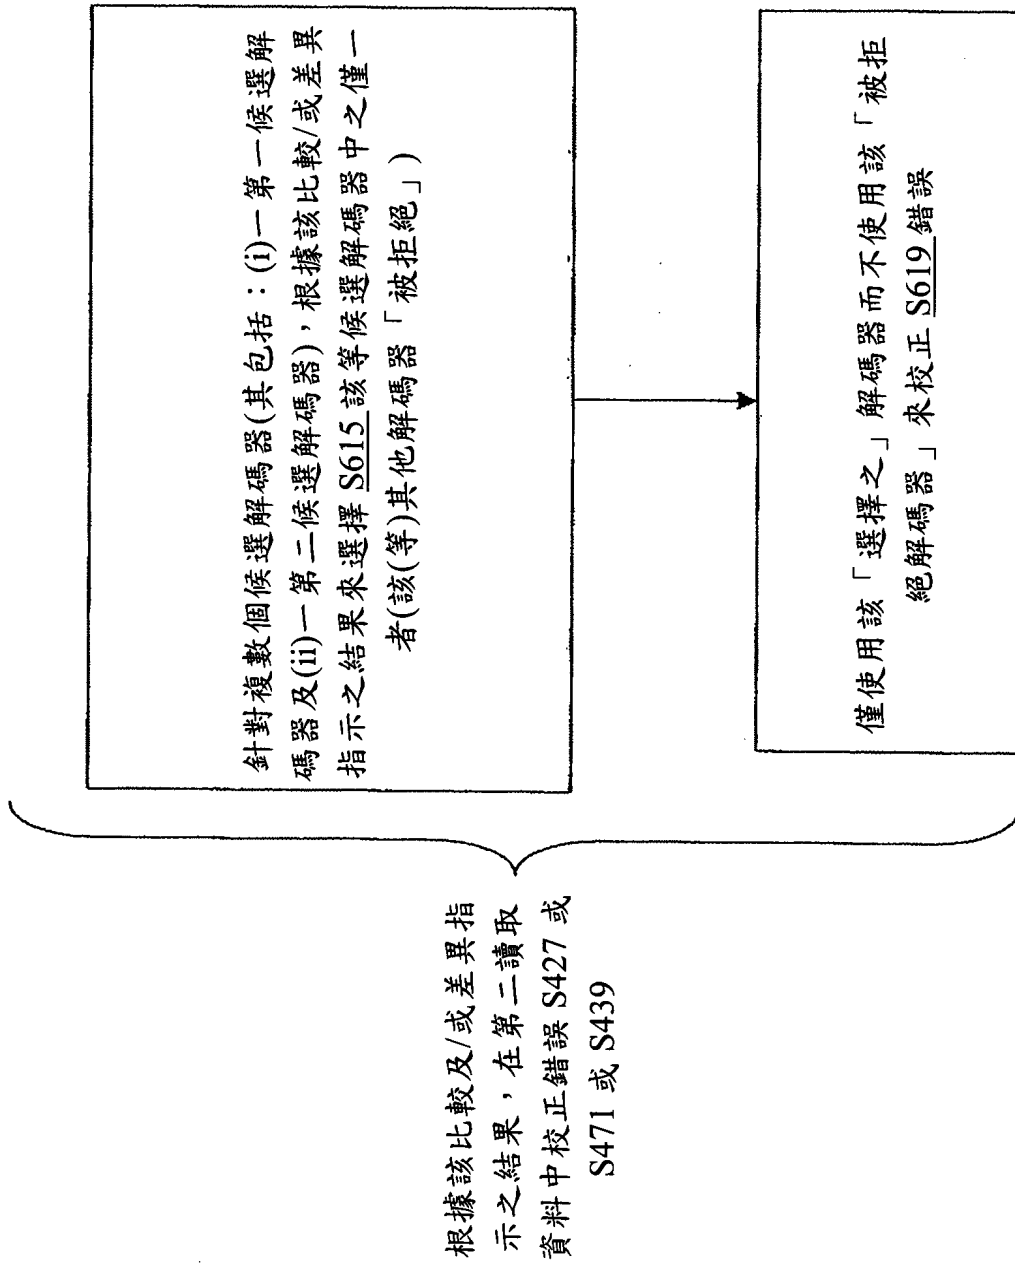 根據該比較及/或差異指
示之結果，在第二讀取
資料中校正錯誤 S427 或
S471 或 S439
針對複數個候選解碼器(其包括：(i)一第一候選解
碼器及(ii)一第二候選解碼器)，根據該比較/或差異
指示之結果來選擇 S615 該等候選解碼器中之僅一
者(該(等)其他解碼器「被拒絕」)
僅使用該「選擇之」解碼器而不使用該「被拒
絕解碼器」來校正 S619 錯誤